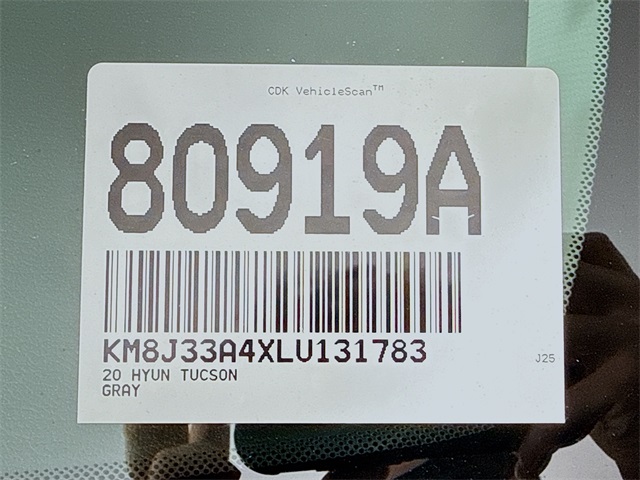 CDK VehicleScan™
80919A
KM8J33A4XLU131783
J25
20 HYUN TUCSON
GRAY